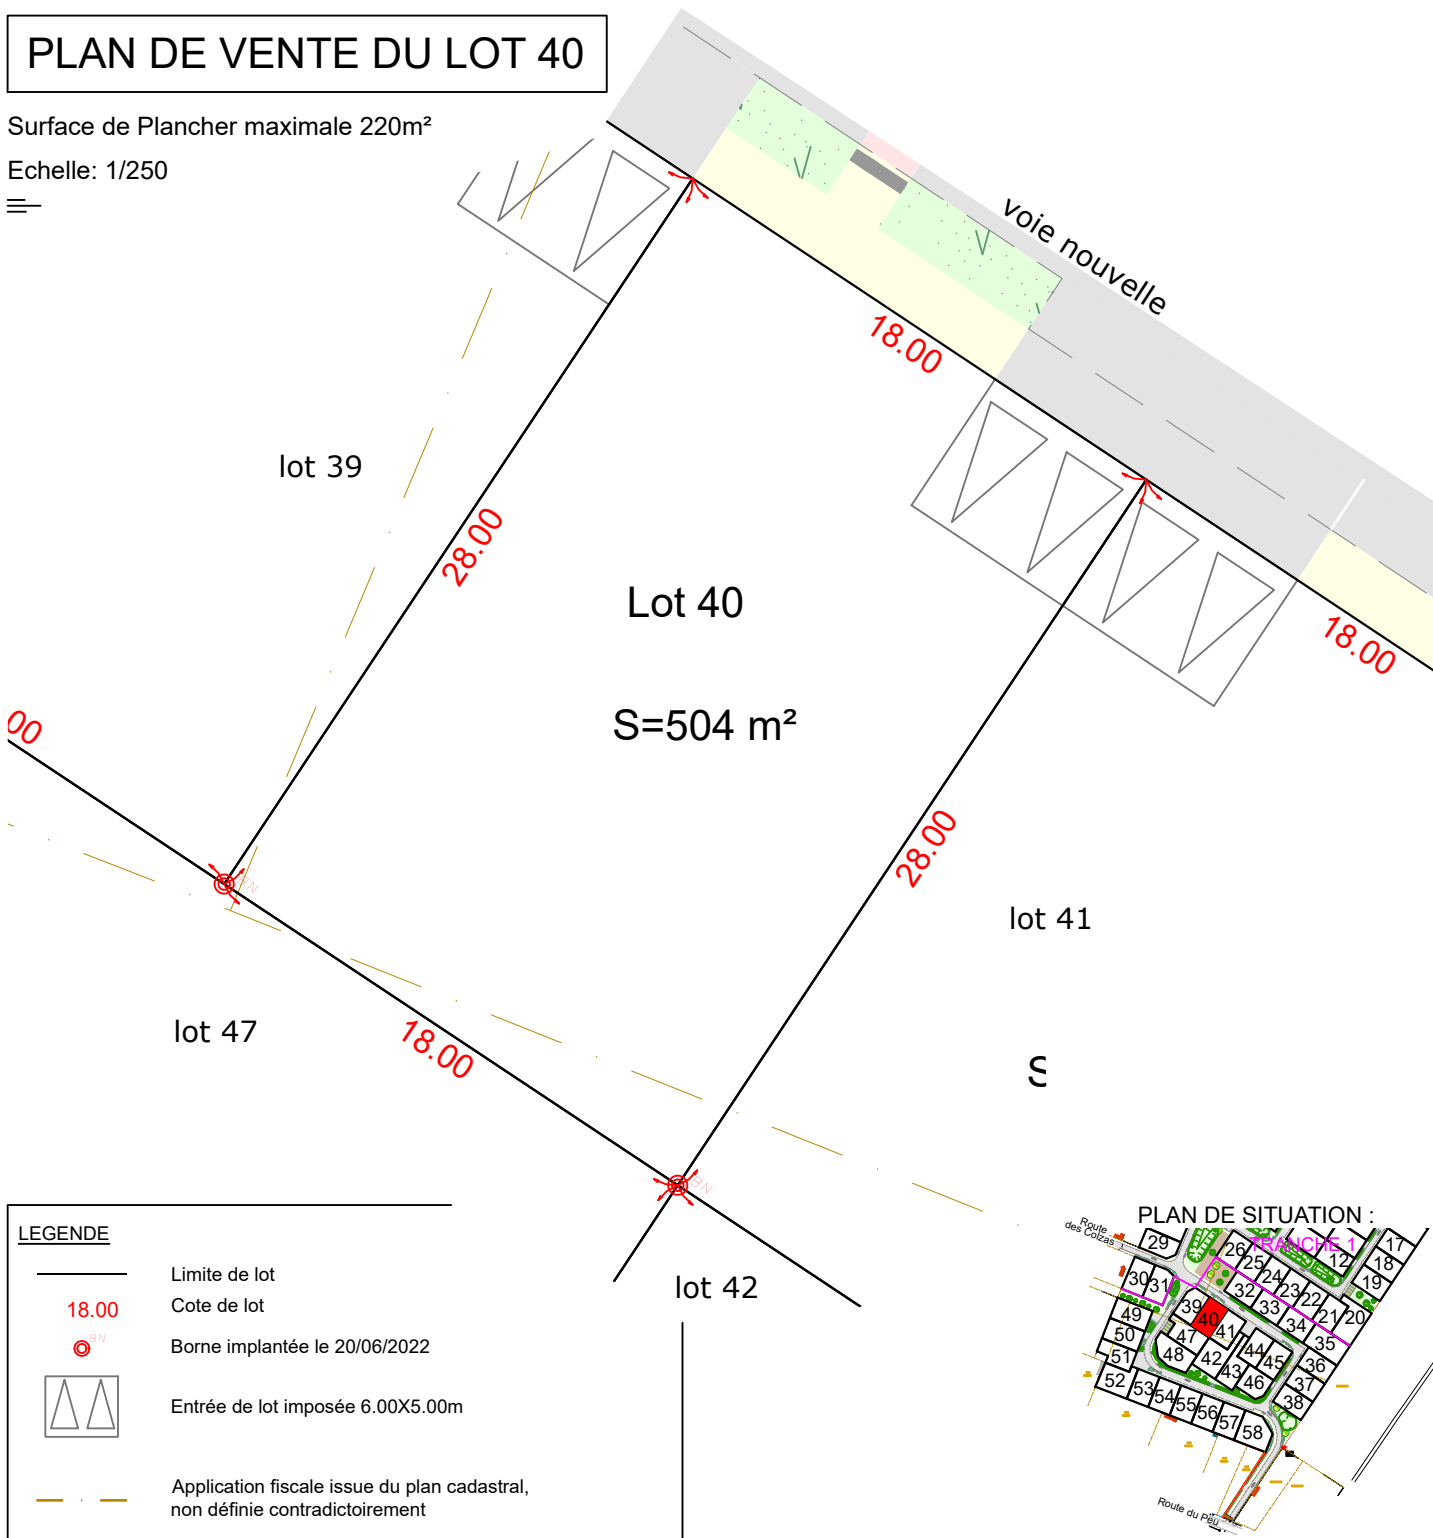 PLAN DE VENTE DU LOT 40
Surface de Plancher maximale 220m²
Echelle: 1/250
voie nouvelle
18.00
lot 39
28.00
Lot 40
S=504 m²
18.00
00
28.00
BN
lot 41
lot 47
18.00
S
BN
lot 42
LEGENDE
Limite de lot
18.00
Cote de lot
BN
Borne implantée le 20/06/2022
Entrée de lot imposée 6.00X5.00m
Application fiscale issue du plan cadastral,
non définie contradictoirement
PLAN DE SITUATION :
TRANCHE 1
Route
des Colzas
29
26
25
24
23
22
21
20
12
17
18
19
30
31
32
33
34
35
39
40
41
49
50
51
47
48
42
43
44
45
46
36
37
38
52
53
54
55
56
57
58
Route du Peu